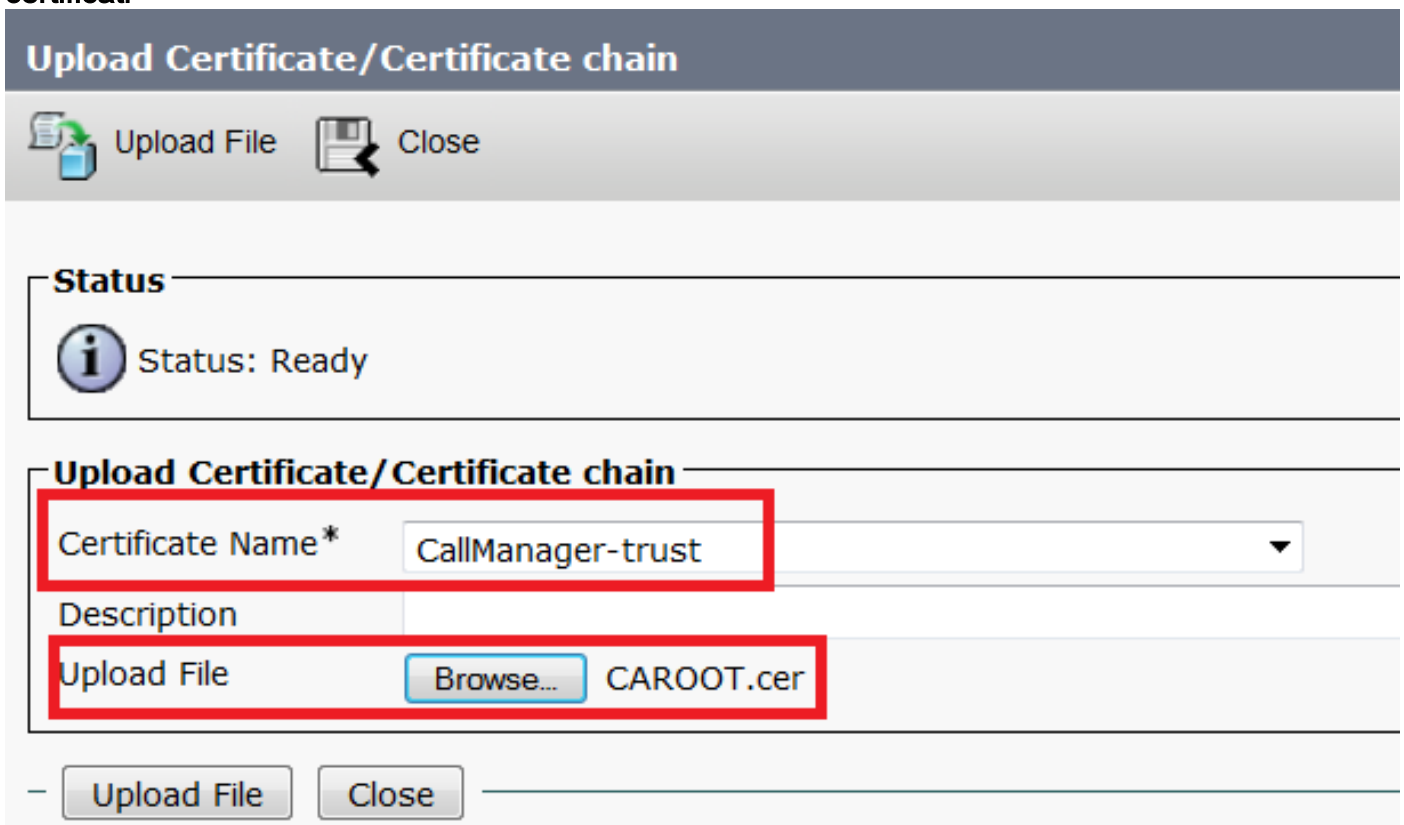 certificati
Upload Certificate/Certificate chain
Upload File Close
Status
Status: Ready
Upload Certificate/Certificate chain
Certificate Name* CallManager-trust
Description
Upload File Browse... CAROOT.cer
Upload File Close